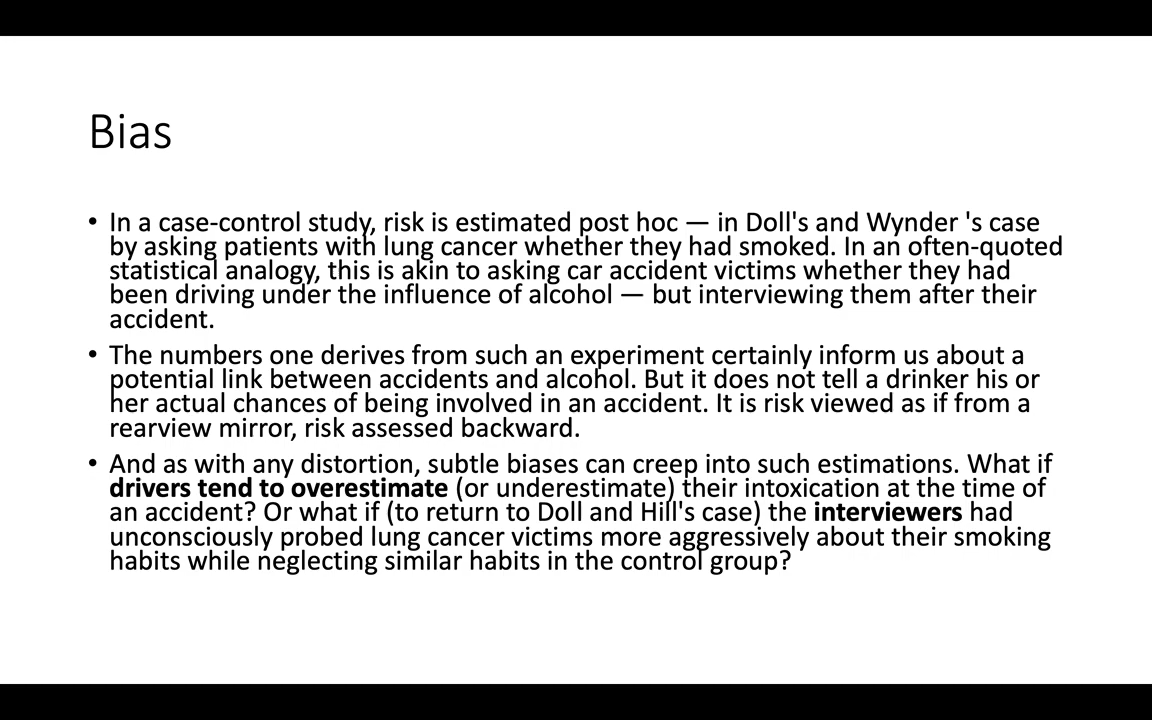 Bias
• In a case-control study, risk is estimated post hoc — in Doll's and Wynder 's case
by asking patients with lung cancer whether they had smoked. In an often-quoted
statistical analogy, this is akin to asking car accident victims whether they had
been driving under the influence of alcohol — but interviewing them after their
accident.
• The numbers one derives from such an experiment certainly inform us about a
potential link between accidents and alcohol. But it does not tell a drinker his or
her actual chances of being involved in an accident. It is risk viewed as if from a
rearview mirror, risk assessed backward.
• And as with any distortion, subtle biases can creep into such estimations. What if
drivers tend to overestimate (or underestimate) their intoxication at the time of
an accident? Or what if (to return to Doll and Hill's case) the interviewers had
unconsciously probed lung cancer victims more aggressively about their smoking
habits while neglecting similar habits in the control group?